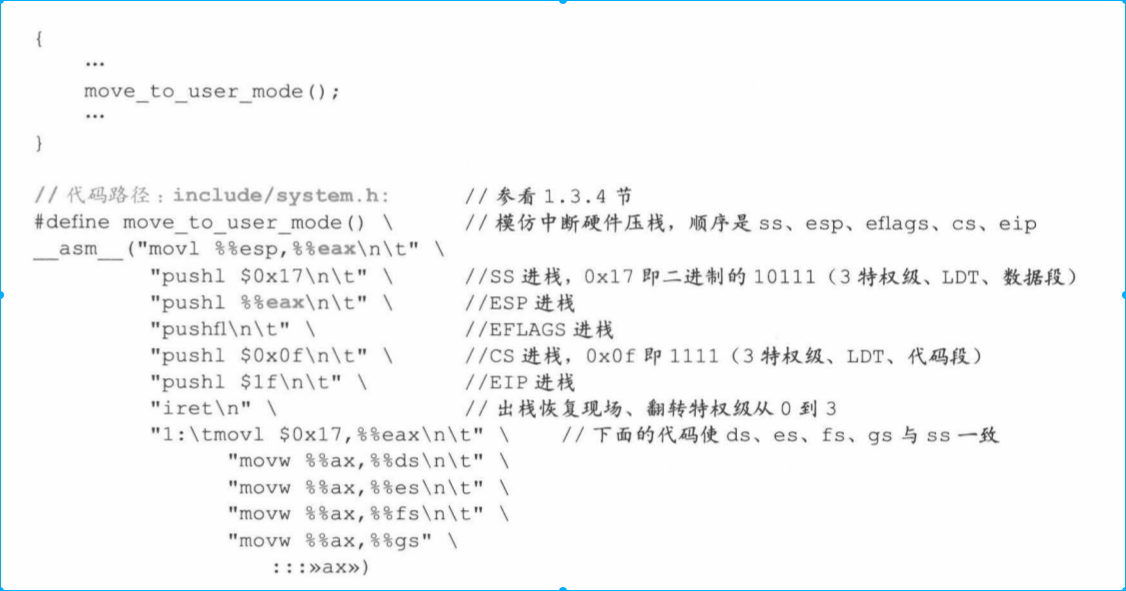 {
…
move_to_user_mode();
…
}
// 代码路径：include/system.h: // 参看 1.3.4 节
#define move_to_user_mode() \ // 模仿中断硬件压栈，顺序是 ss、esp、eflags、cs、eip
__asm__("movl %%esp,%%eax\n\t" \
"pushl $0x17\n\t" \ //SS 进栈，0x17 即二进制的 10111（3 特权级、LDT、数据段）
"pushl %%eax\n\t" \ //ESP 进栈
"pushfl\n\t" \ //EFLAGS 进栈
"pushl $0x0f\n\t" \ //CS 进栈，0x0f 即 1111（3 特权级、LDT、代码段）
"pushl $1f\n\t" \ //EIP 进栈
"iret\n" \ // 出栈恢复现场、翻转特权级从 0 到 3
"1:\tmovl $0x17,%%eax\n\t" \ // 下面的代码使 ds、es、fs、gs 与 ss 一致
"movw %%ax,%%ds\n\t" \
"movw %%ax,%%es\n\t" \
"movw %%ax,%%fs\n\t" \
"movw %%ax,%%gs" \
:::»ax»)